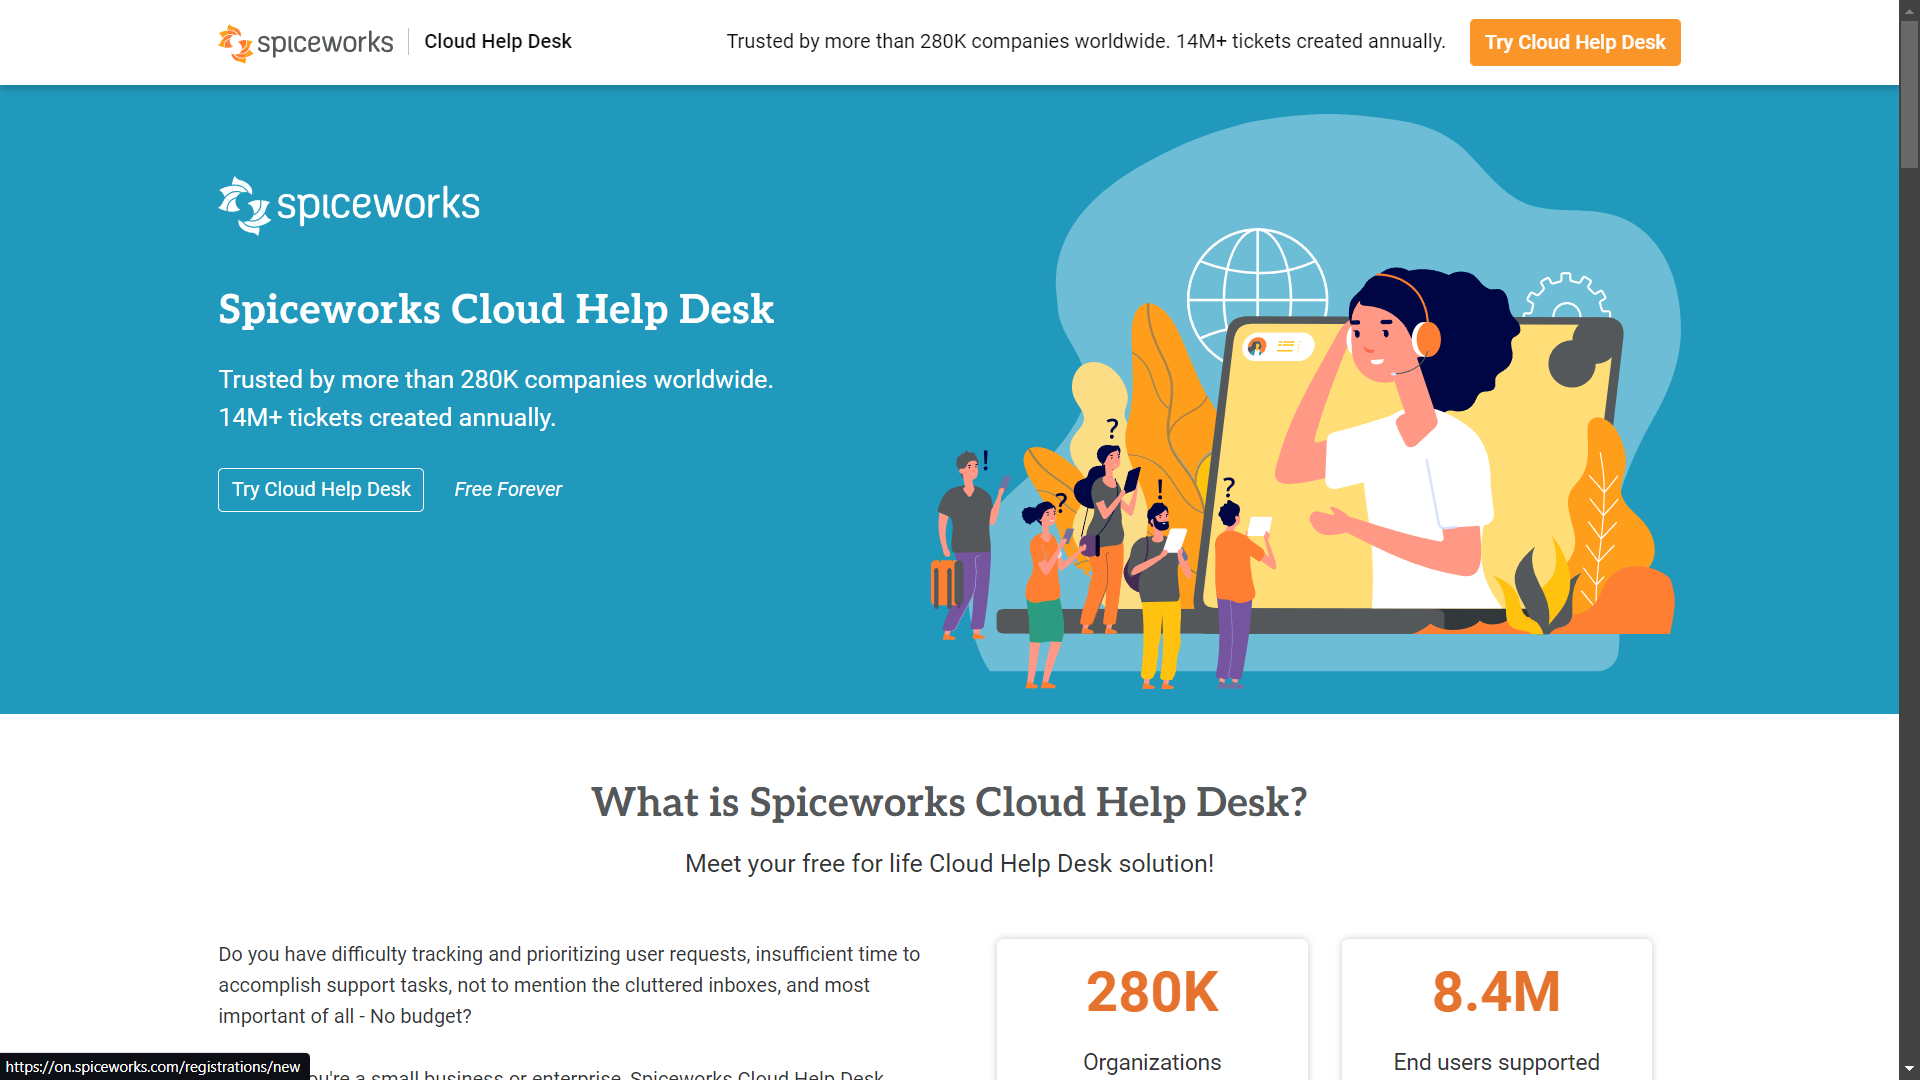 spiceworks
Cloud Help Desk
Trusted by more than 280K companies worldwide. 14M+ tickets created annually.
Try Cloud Help Desk
spiceworks
Spiceworks Cloud Help Desk
Trusted by more than 280K companies worldwide.
14M+ tickets created annually.
Try Cloud Help Desk
Free Forever
! ? ? ! ?
What is Spiceworks Cloud Help Desk?
Meet your free for life Cloud Help Desk solution!
Do you have difficulty tracking and prioritizing user requests, insufficient time to
accomplish support tasks, not to mention the cluttered inboxes, and most
important of all - No budget?
280K
Organizations
8.4M
End users supported
https://on.spiceworks.com/registrations/new
you're a small business or enterprise, Spiceworks Cloud Help Desk